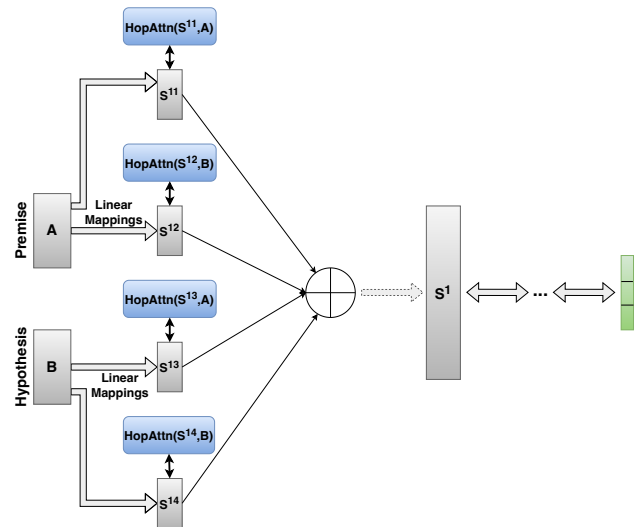 HopAttn(S¹¹,A)
S¹¹
HopAttn(S¹²,B)
Premise
A
Linear
Mappings
S¹²
HopAttn(S¹³,A)
S¹
...
Hypothesis
B
Linear
Mappings
S¹³
HopAttn(S¹⁴,B)
S¹⁴